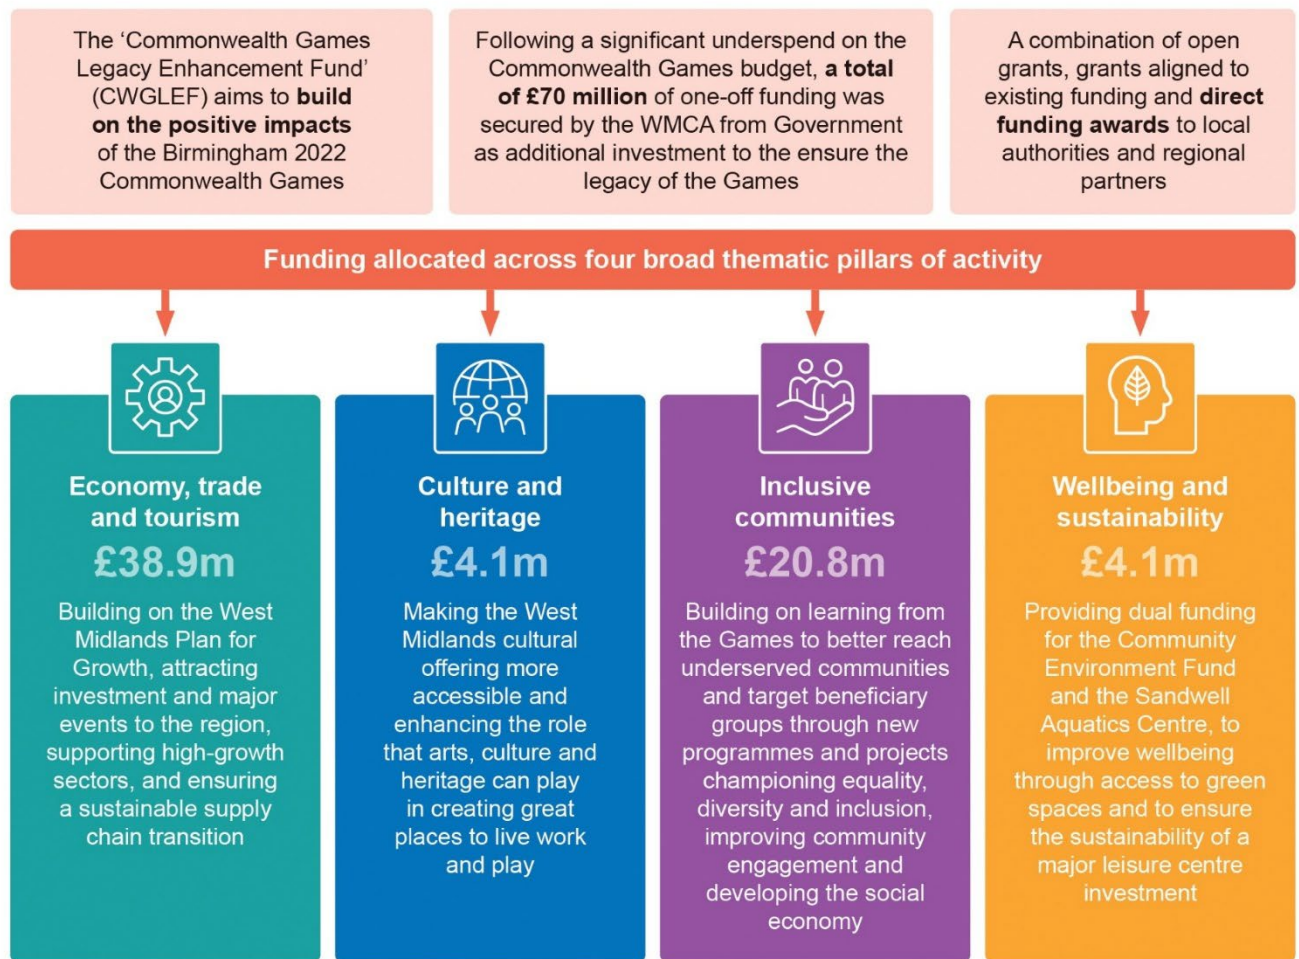 The ‘Commonwealth Games
Legacy Enhancement Fund’
(CWGLEF) aims to build
on the positive impacts
of the Birmingham 2022
Commonwealth Games
Following a significant underspend on the
Commonwealth Games budget, a total
of £70 million of one-off funding was
secured by the WMCA from Government
as additional investment to the ensure the
legacy of the Games
A combination of open
grants, grants aligned to
existing funding and direct
funding awards to local
authorities and regional
partners
Funding allocated across four broad thematic pillars of activity
Economy, trade
and tourism
£38.9m
Building on the West
Midlands Plan for
Growth, attracting
investment and major
events to the region,
supporting high-growth
sectors, and ensuring
a sustainable supply
chain transition
Culture and
heritage
£4.1m
Making the West
Midlands cultural
offering more
accessible and
enhancing the role
that arts, culture and
heritage can play
in creating great
places to live work
and play
Inclusive
communities
£20.8m
Building on learning from
the Games to better reach
underserved communities
and target beneficiary
groups through new
programmes and projects
championing equality,
diversity and inclusion,
improving community
engagement and
developing the social
economy
Wellbeing and
sustainability
£4.1m
Providing dual funding
for the Community
Environment Fund
and the Sandwell
Aquatics Centre, to
improve wellbeing
through access to green
spaces and to ensure
the sustainability of a
major leisure centre
investment